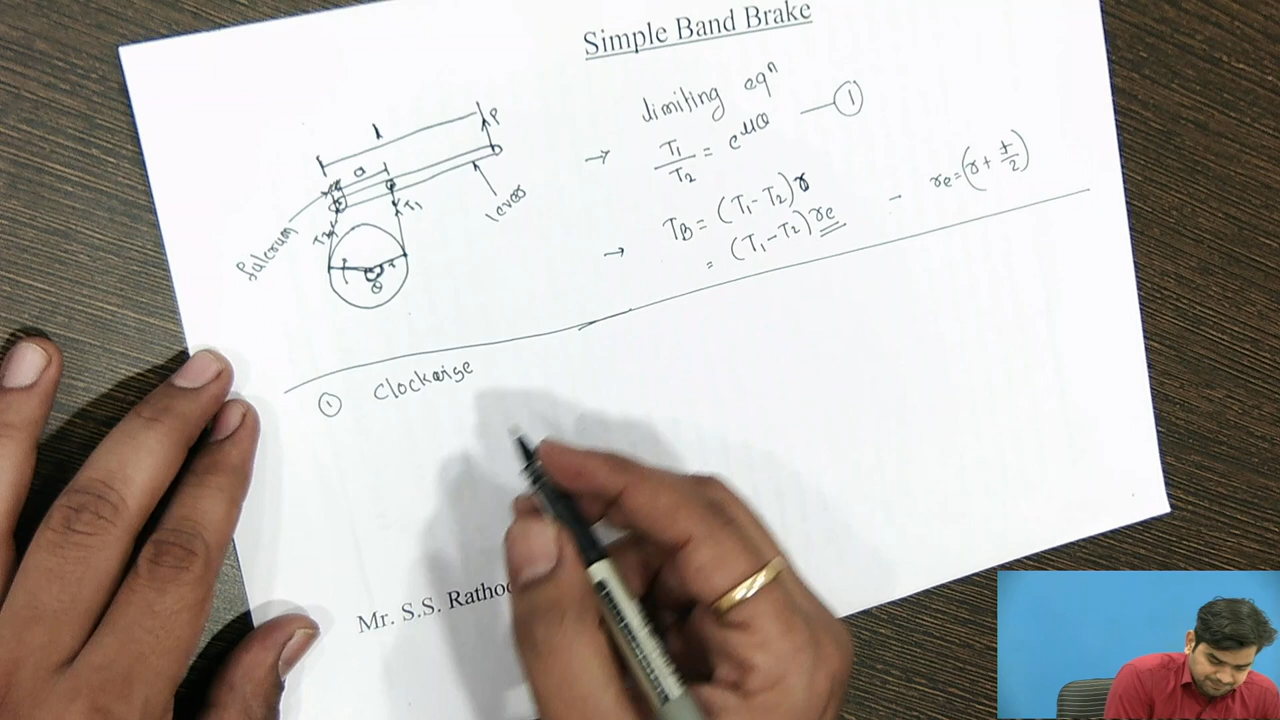 Simple Band Brake
limiting eqⁿ
→ T₁/T₂ = e^μθ — ①
→ T_B = (T₁-T₂)r
= (T₁-T₂)re - re=(r+t/2)
l
P
a
T₁
T₂
θ
r r
fulcrum
lever
① Clockwise
Mr. S.S.